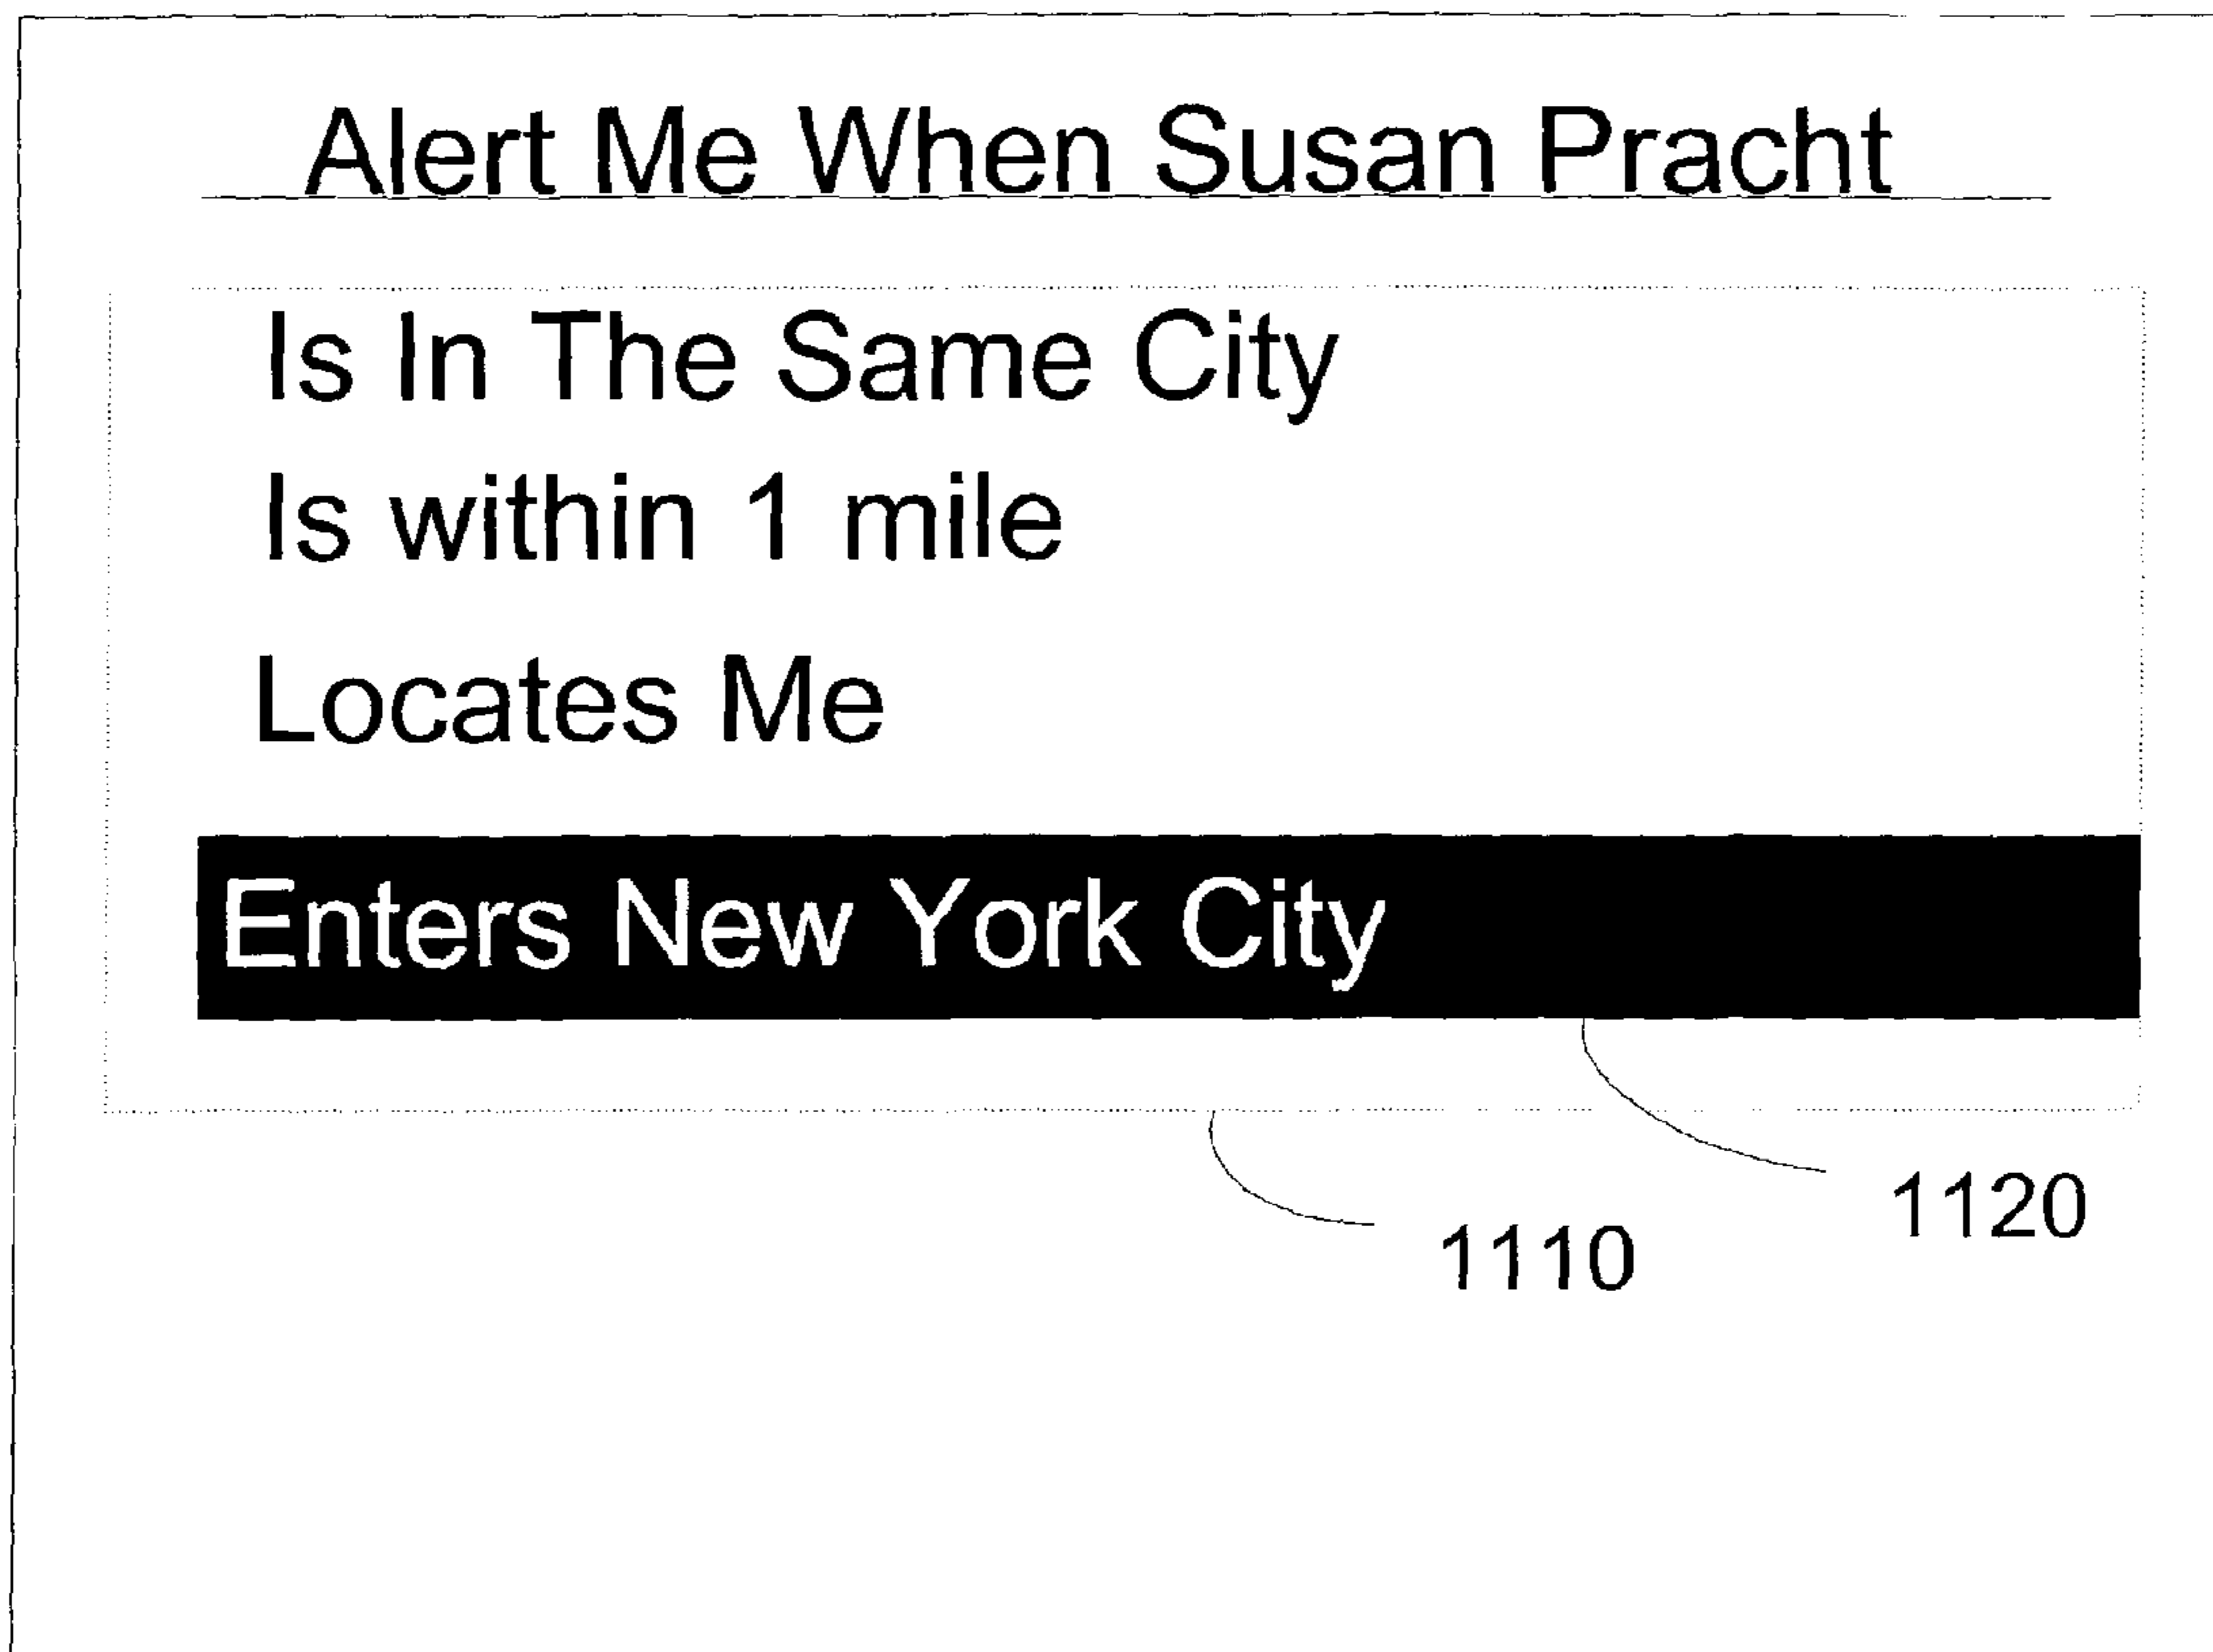 Alert Me When Susan Pracht
Is In The Same City
Is within 1 mile
Locates Me
Enters New York City
1120
1110